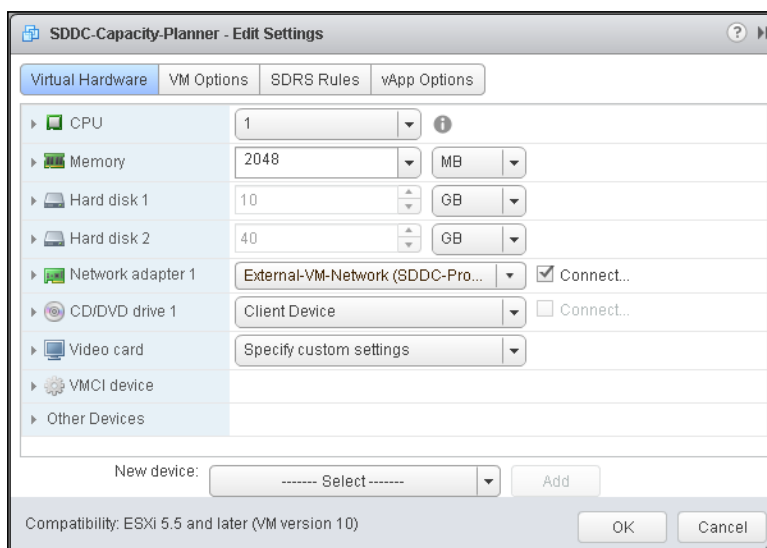 SDDC-Capacity-Planner - Edit Settings
Virtual Hardware VM Options SDRS Rules vApp Options
CPU 1
Memory 2048 MB
Hard disk 1 10 GB
Hard disk 2 40 GB
Network adapter 1 External-VM-Network (SDDC-Pro... Connect...
CD/DVD drive 1 Client Device Connect...
Video card Specify custom settings
VMCI device
Other Devices
New device: ------- Select ------- Add
Compatibility: ESXi 5.5 and later (VM version 10) OK Cancel